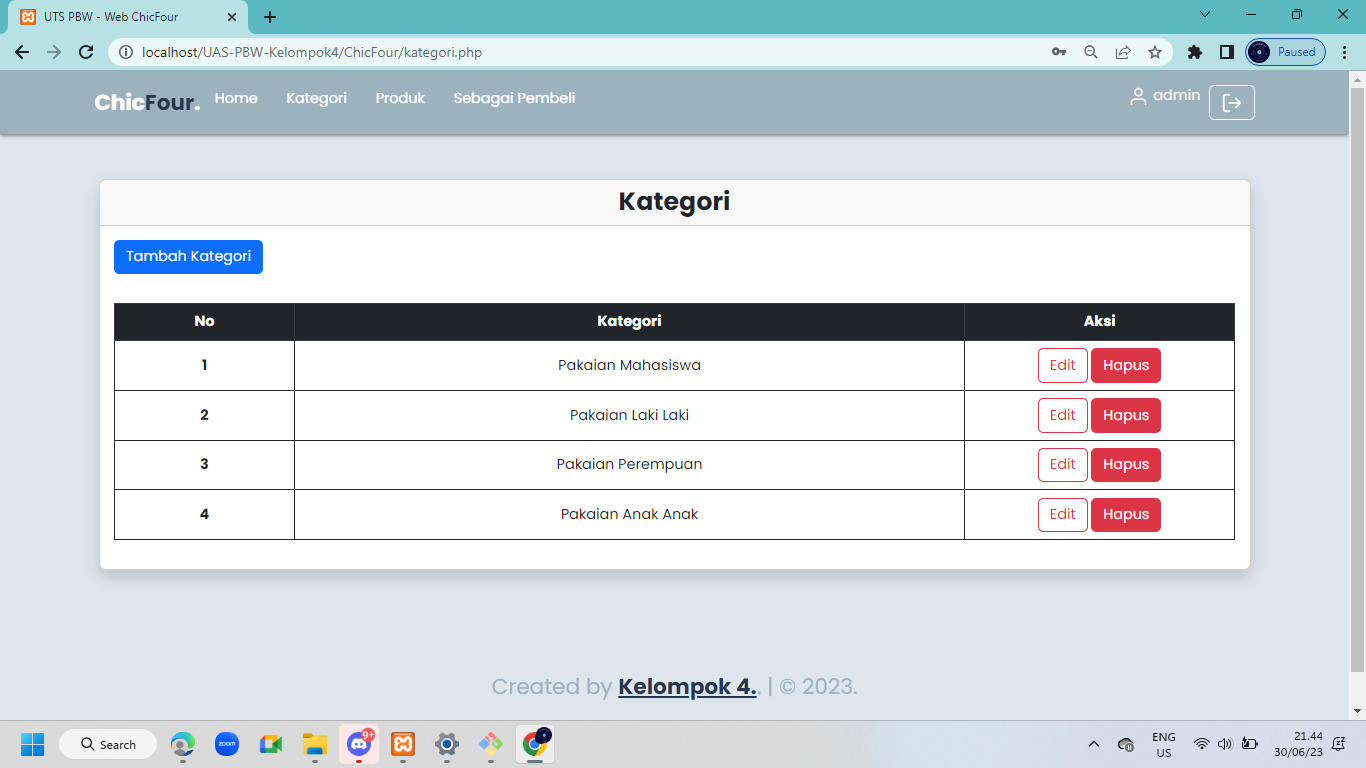 UTS PBW - Web ChicFour
localhost/UAS-PBW-Kelompok4/ChicFour/kategori.php
Paused
ChicFour. Home Kategori Produk Sebagai Pembeli admin
Kategori
Tambah Kategori
No Kategori Aksi
1 Pakaian Mahasiswa Edit Hapus
2 Pakaian Laki Laki Edit Hapus
3 Pakaian Perempuan Edit Hapus
4 Pakaian Anak Anak Edit Hapus
Created by Kelompok 4.. | © 2023.
Search
zoom
9+
ENG
US
21.44
30/06/23